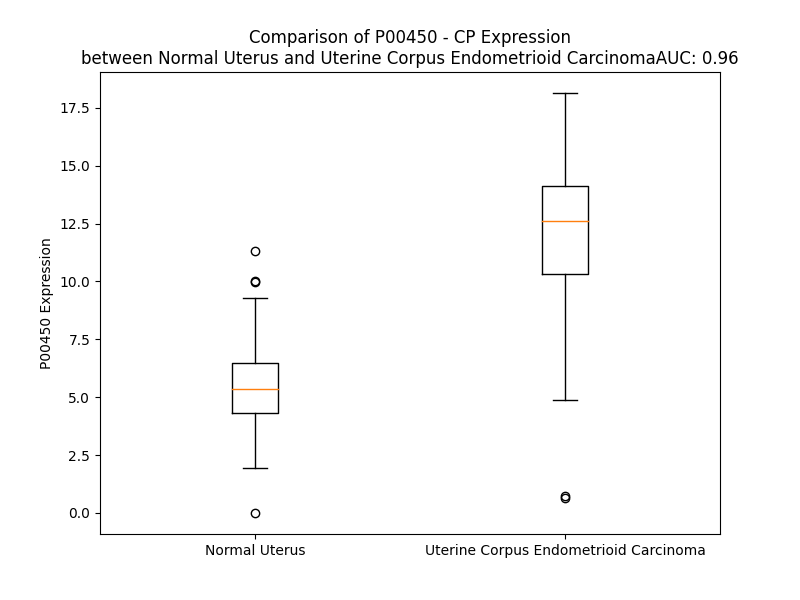 Comparison of P00450 - CP Expression
between Normal Uterus and Uterine Corpus Endometrioid CarcinomaAUC: 0.96
17.5
15.0
12.5
10.0
7.5
5.0
2.5
0.0
P00450 Expression
Normal Uterus
Uterine Corpus Endometrioid Carcinoma